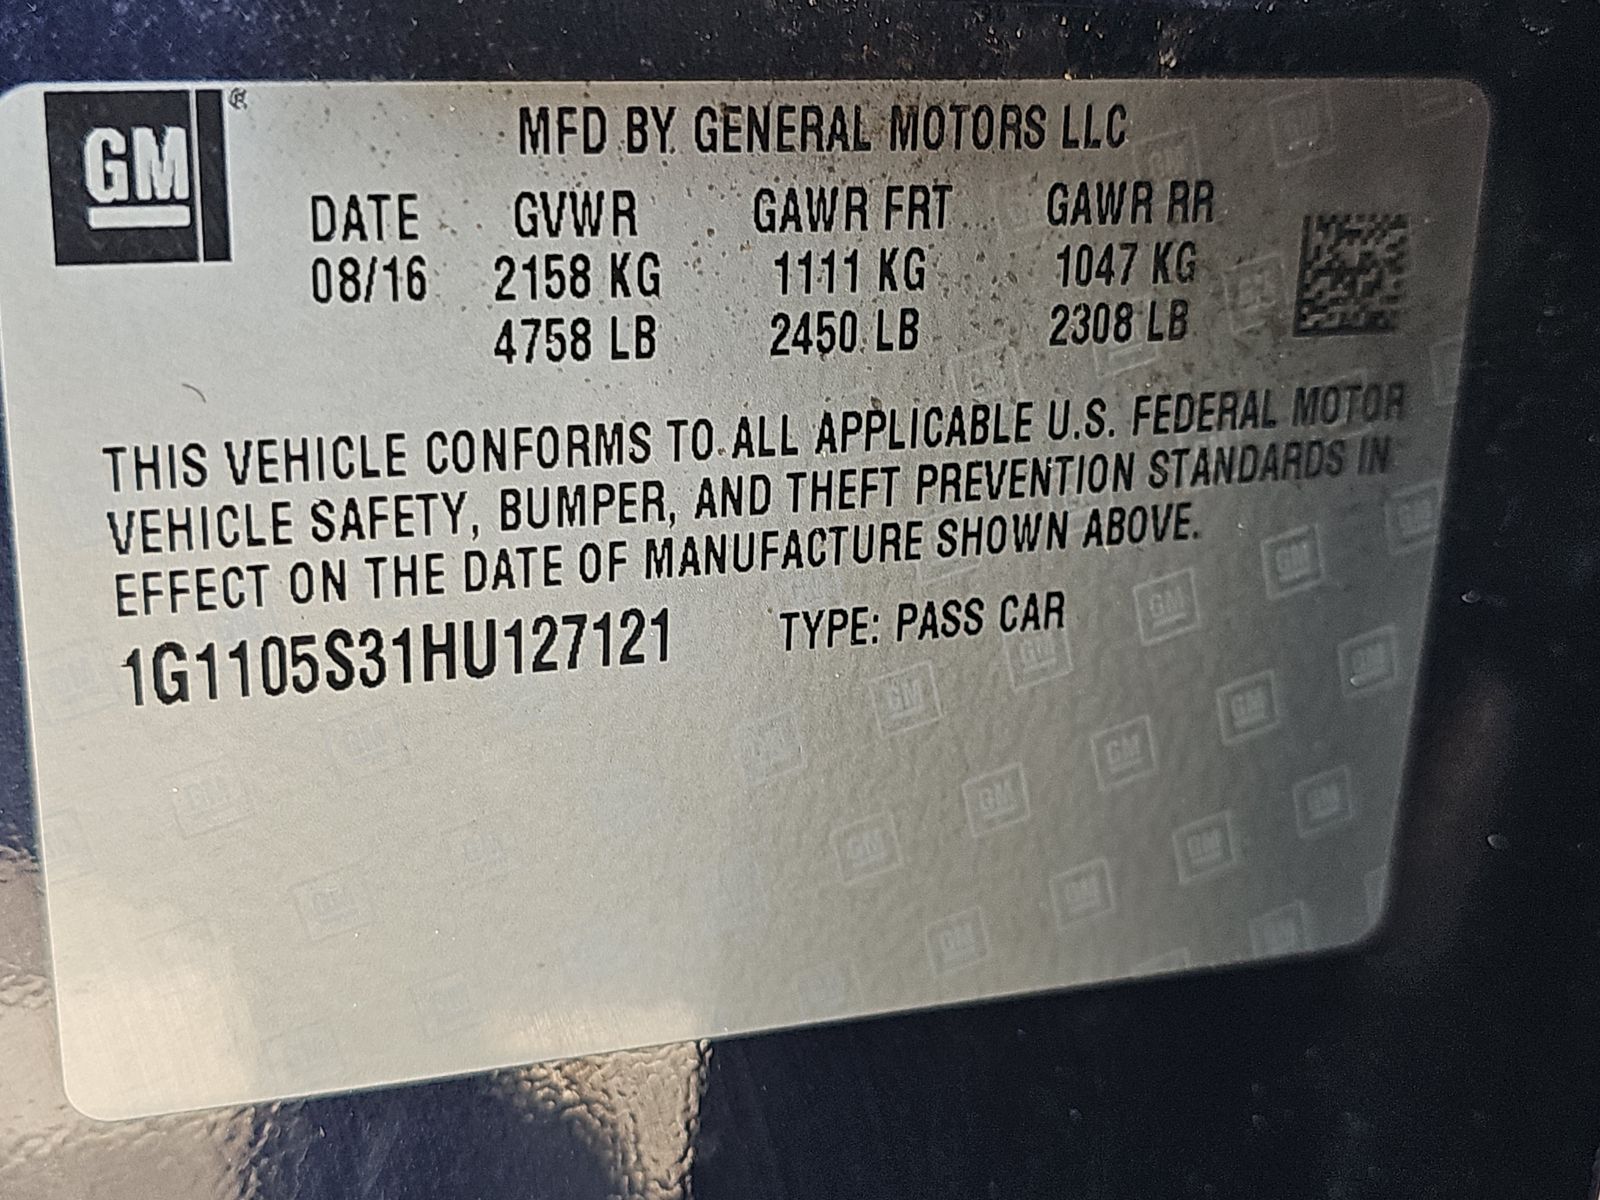 GM ®
MFD BY GENERAL MOTORS LLC
DATE GVWR GAWR FRT GAWR RR
08/16 2158 KG 1111 KG 1047 KG
4758 LB 2450 LB 2308 LB
THIS VEHICLE CONFORMS TO ALL APPLICABLE U.S. FEDERAL MOTOR
VEHICLE SAFETY, BUMPER, AND THEFT PREVENTION STANDARDS IN
EFFECT ON THE DATE OF MANUFACTURE SHOWN ABOVE.
1G1105S31HU127121 TYPE: PASS CAR